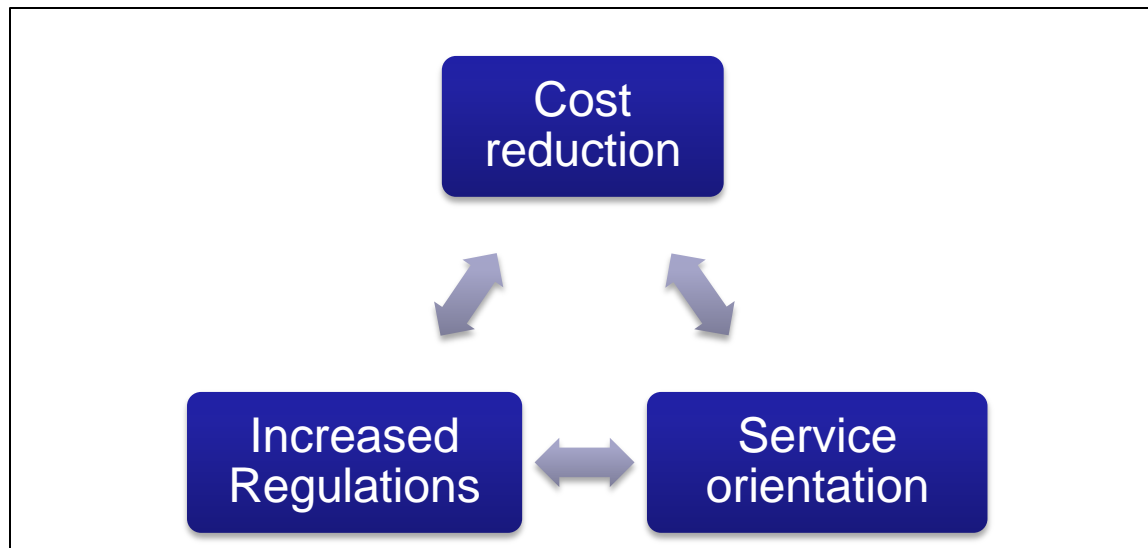 Cost
reduction
Increased
Regulations
Service
orientation